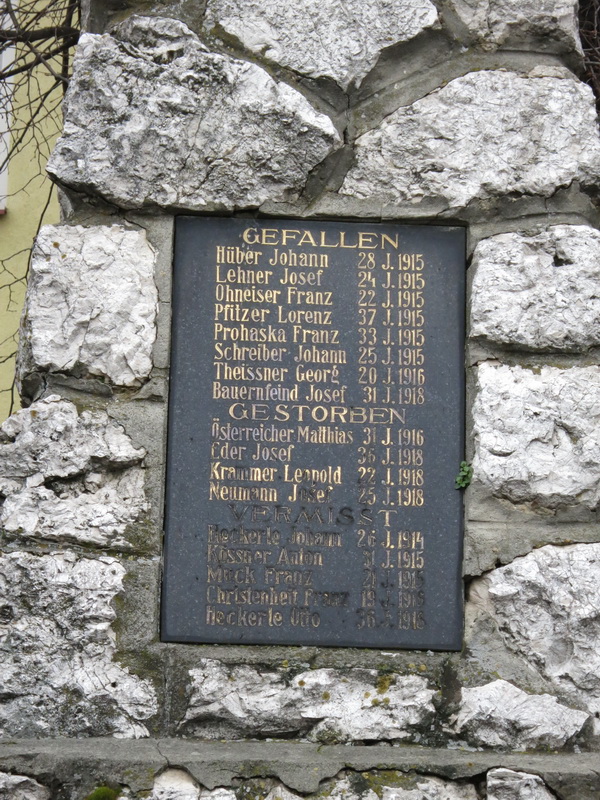 GEFALLEN
Hüber Johann 28 J. 1915
Lehner Josef 24 J. 1915
Ohneiser Franz 22 J. 1915
Pfitzer Lorenz 37 J. 1915
Prohaska Franz 33 J. 1915
Schreiber Johann 25 J. 1915
Theissner Georg 20 J. 1916
Bauernfeind Josef 31 J. 1918
GESTORBEN
Österreicher Matthias 31 J. 1916
Eder Josef 36 J. 1918
Krammer Leopold 22 J. 1918
Neumann Josef 25 J. 1918
VERMISST
Heckerle Johann 26 J. 1914
Kössner Anton 31 J. 1915
Muck Franz 21 J. 1915
Christenheit Franz 19 J. 1918
Heckerle Otto 36 J. 1918